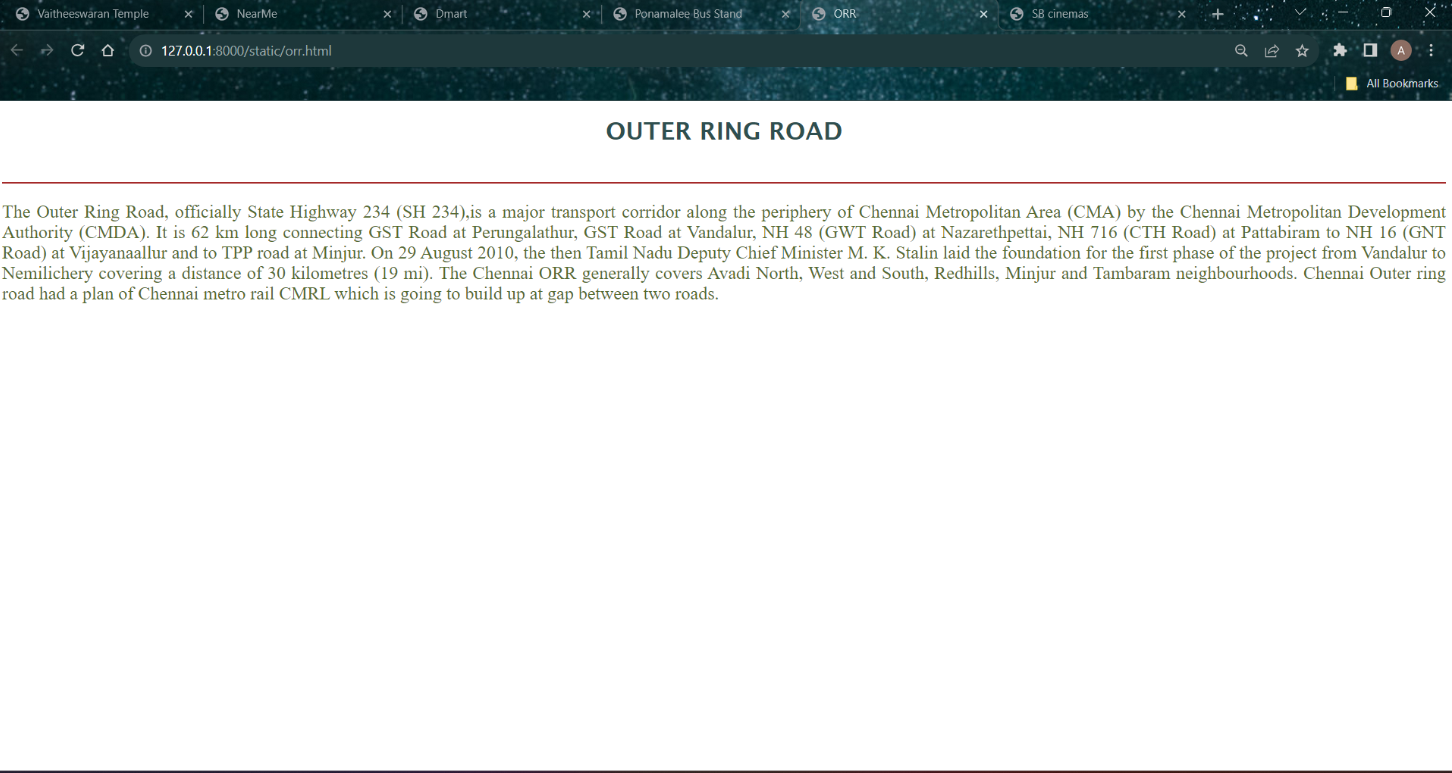 Vaitheeswaran Temple
NearMe
Dmart
Ponamalee Bus Stand
ORR
SB cinemas
127.0.0.1:8000/static/orr.html
A
All Bookmarks
OUTER RING ROAD
The Outer Ring Road, officially State Highway 234 (SH 234),is a major transport corridor along the periphery of Chennai Metropolitan Area (CMA) by the Chennai Metropolitan Development
Authority (CMDA). It is 62 km long connecting GST Road at Perungalathur, GST Road at Vandalur, NH 48 (GWT Road) at Nazarethpettai, NH 716 (CTH Road) at Pattabiram to NH 16 (GNT
Road) at Vijayanaallur and to TPP road at Minjur. On 29 August 2010, the then Tamil Nadu Deputy Chief Minister M. K. Stalin laid the foundation for the first phase of the project from Vandalur to
Nemilichery covering a distance of 30 kilometres (19 mi). The Chennai ORR generally covers Avadi North, West and South, Redhills, Minjur and Tambaram neighbourhoods. Chennai Outer ring
road had a plan of Chennai metro rail CMRL which is going to build up at gap between two roads.